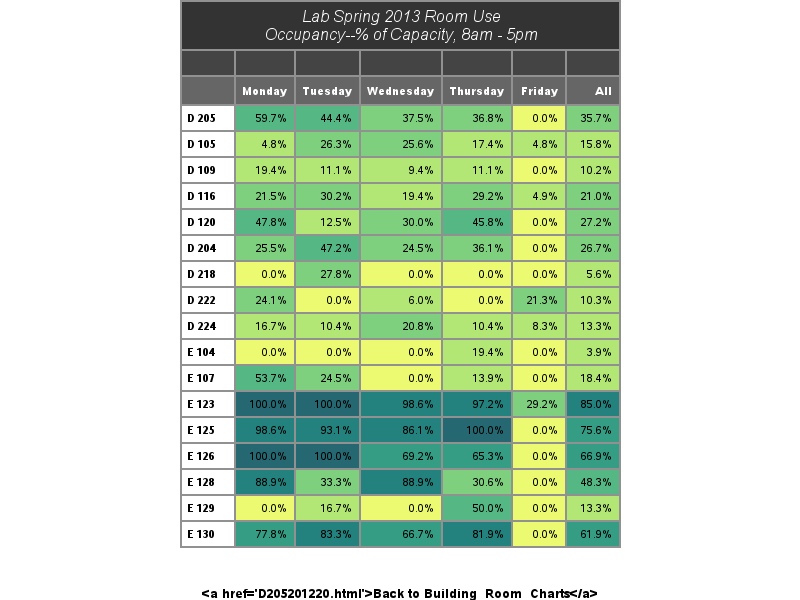 Lab Spring 2013 Room Use
Occupancy--% of Capacity, 8am - 5pm
Monday Tuesday Wednesday Thursday Friday All
D 205 59.7% 44.4% 37.5% 36.8% 0.0% 35.7%
D 105 4.8% 26.3% 25.6% 17.4% 4.8% 15.8%
D 109 19.4% 11.1% 9.4% 11.1% 0.0% 10.2%
D 116 21.5% 30.2% 19.4% 29.2% 4.9% 21.0%
D 120 47.8% 12.5% 30.0% 45.8% 0.0% 27.2%
D 204 25.5% 47.2% 24.5% 36.1% 0.0% 26.7%
D 218 0.0% 27.8% 0.0% 0.0% 0.0% 5.6%
D 222 24.1% 0.0% 6.0% 0.0% 21.3% 10.3%
D 224 16.7% 10.4% 20.8% 10.4% 8.3% 13.3%
E 104 0.0% 0.0% 0.0% 19.4% 0.0% 3.9%
E 107 53.7% 24.5% 0.0% 13.9% 0.0% 18.4%
E 123 100.0% 100.0% 98.6% 97.2% 29.2% 85.0%
E 125 98.6% 93.1% 86.1% 100.0% 0.0% 75.6%
E 126 100.0% 100.0% 69.2% 65.3% 0.0% 66.9%
E 128 88.9% 33.3% 88.9% 30.6% 0.0% 48.3%
E 129 0.0% 16.7% 0.0% 50.0% 0.0% 13.3%
E 130 77.8% 83.3% 66.7% 81.9% 0.0% 61.9%
<a href='D205201220.html'>Back to Building_Room_Charts</a>